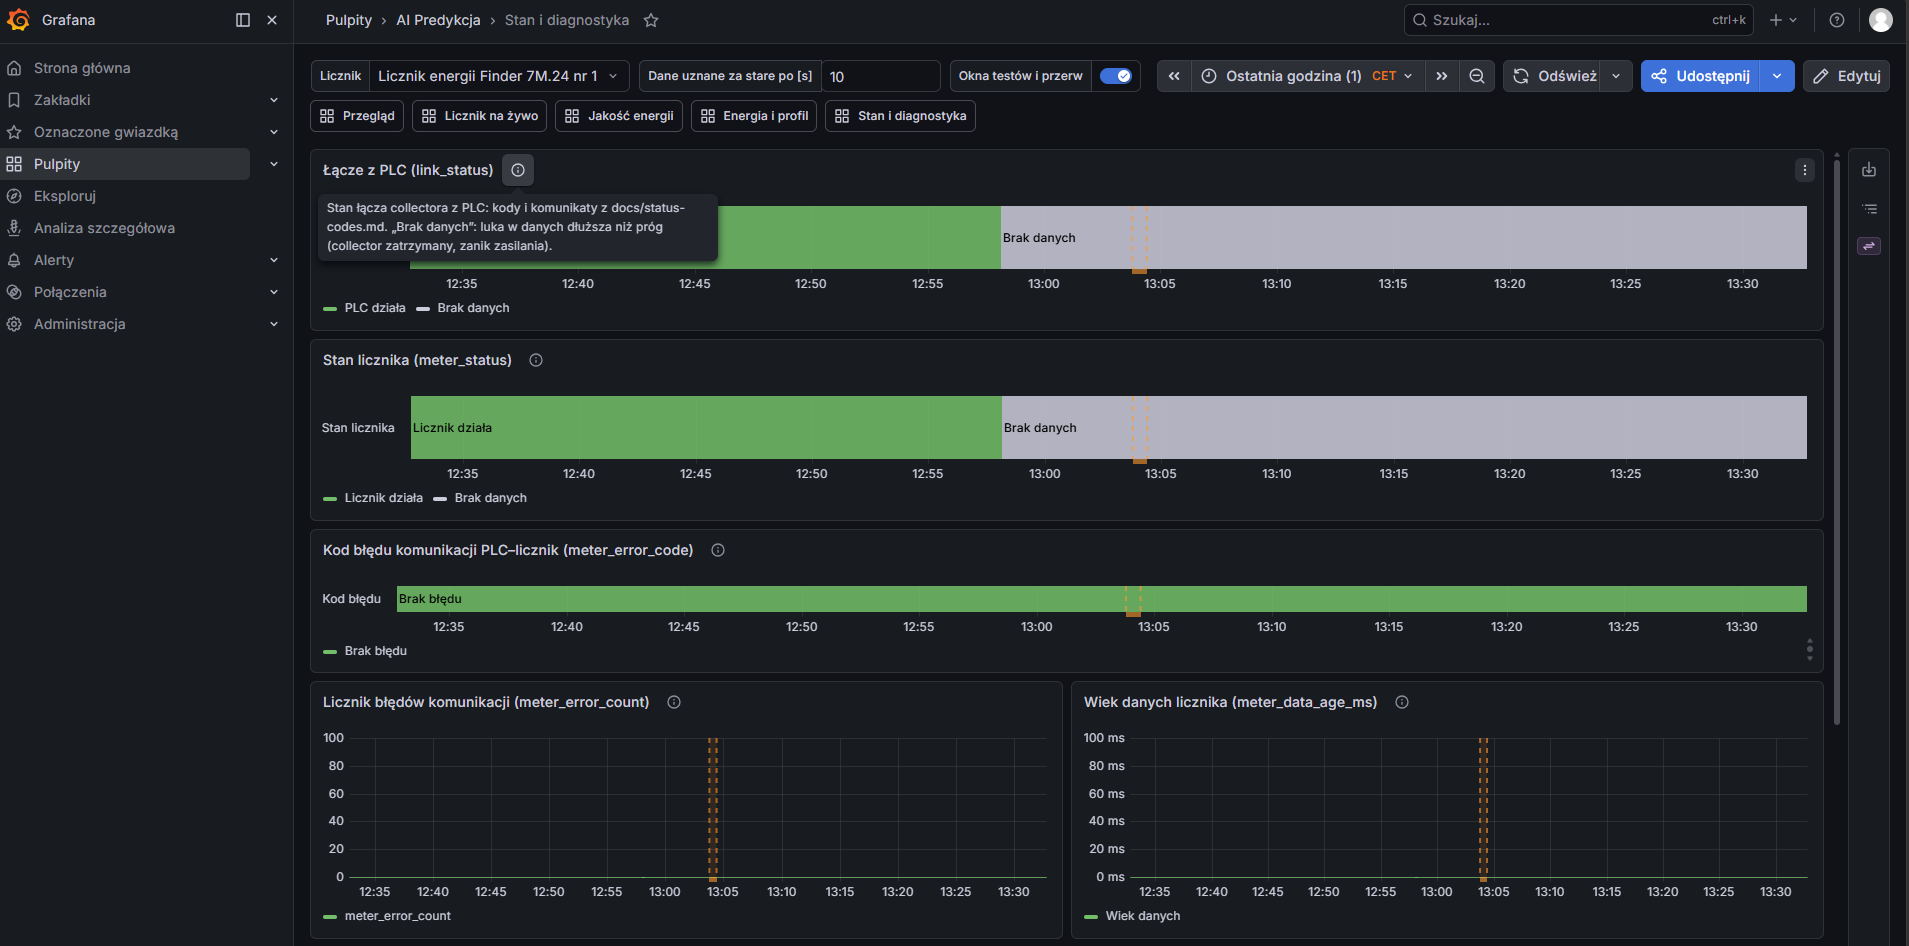 Grafana
Pulpity › AI Predykcja › Stan i diagnostyka
Szukaj...
ctrl+k
Strona główna
Zakładki
Oznaczone gwiazdką
Pulpity
Eksploruj
Analiza szczegółowa
Alerty
Połączenia
Administracja
Licznik
Licznik energii Finder 7M.24 nr 1
Dane uznane za stare po [s]
10
Okna testów i przerw
Ostatnia godzina (1) CET
Odśwież
Udostępnij
Edytuj
Przegląd
Licznik na żywo
Jakość energii
Energia i profil
Stan i diagnostyka
Łącze z PLC (link_status)
Stan łącza collectora z PLC: kody i komunikaty z docs/status-
codes.md. „Brak danych”: luka w danych dłuższa niż próg
(collector zatrzymany, zanik zasilania).
Brak danych
12:35 12:40 12:45 12:50 12:55 13:00 13:05 13:10 13:15 13:20 13:25 13:30
PLC działa Brak danych
Stan licznika (meter_status)
Stan licznika
Licznik działa
Brak danych
12:35 12:40 12:45 12:50 12:55 13:00 13:05 13:10 13:15 13:20 13:25 13:30
Licznik działa Brak danych
Kod błędu komunikacji PLC–licznik (meter_error_code)
Kod błędu
Brak błędu
12:35 12:40 12:45 12:50 12:55 13:00 13:05 13:10 13:15 13:20 13:25 13:30
Brak błędu
Licznik błędów komunikacji (meter_error_count)
100
80
60
40
20
0
12:35 12:40 12:45 12:50 12:55 13:00 13:05 13:10 13:15 13:20 13:25 13:30
meter_error_count
Wiek danych licznika (meter_data_age_ms)
100 ms
80 ms
60 ms
40 ms
20 ms
0 ms
12:35 12:40 12:45 12:50 12:55 13:00 13:05 13:10 13:15 13:20 13:25 13:30
Wiek danych